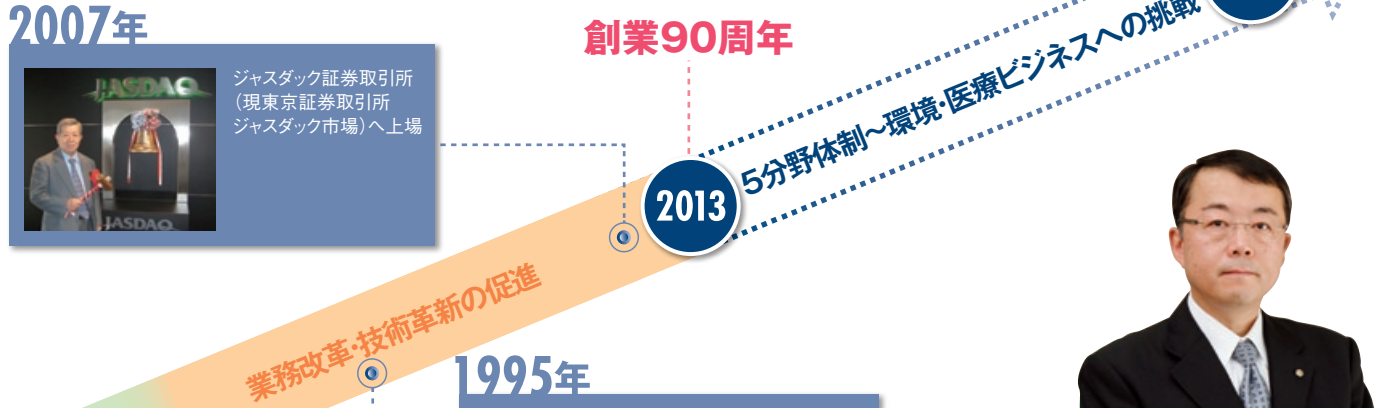 2007年
JASDAQ
JASDAQ
ジャスダック証券取引所
（現東京証券取引所
ジャスダック市場）へ上場
創業90周年
2013
5分野体制～環境・医療ビジネスへの挑戦
業務改革・技術革新の促進
1995年